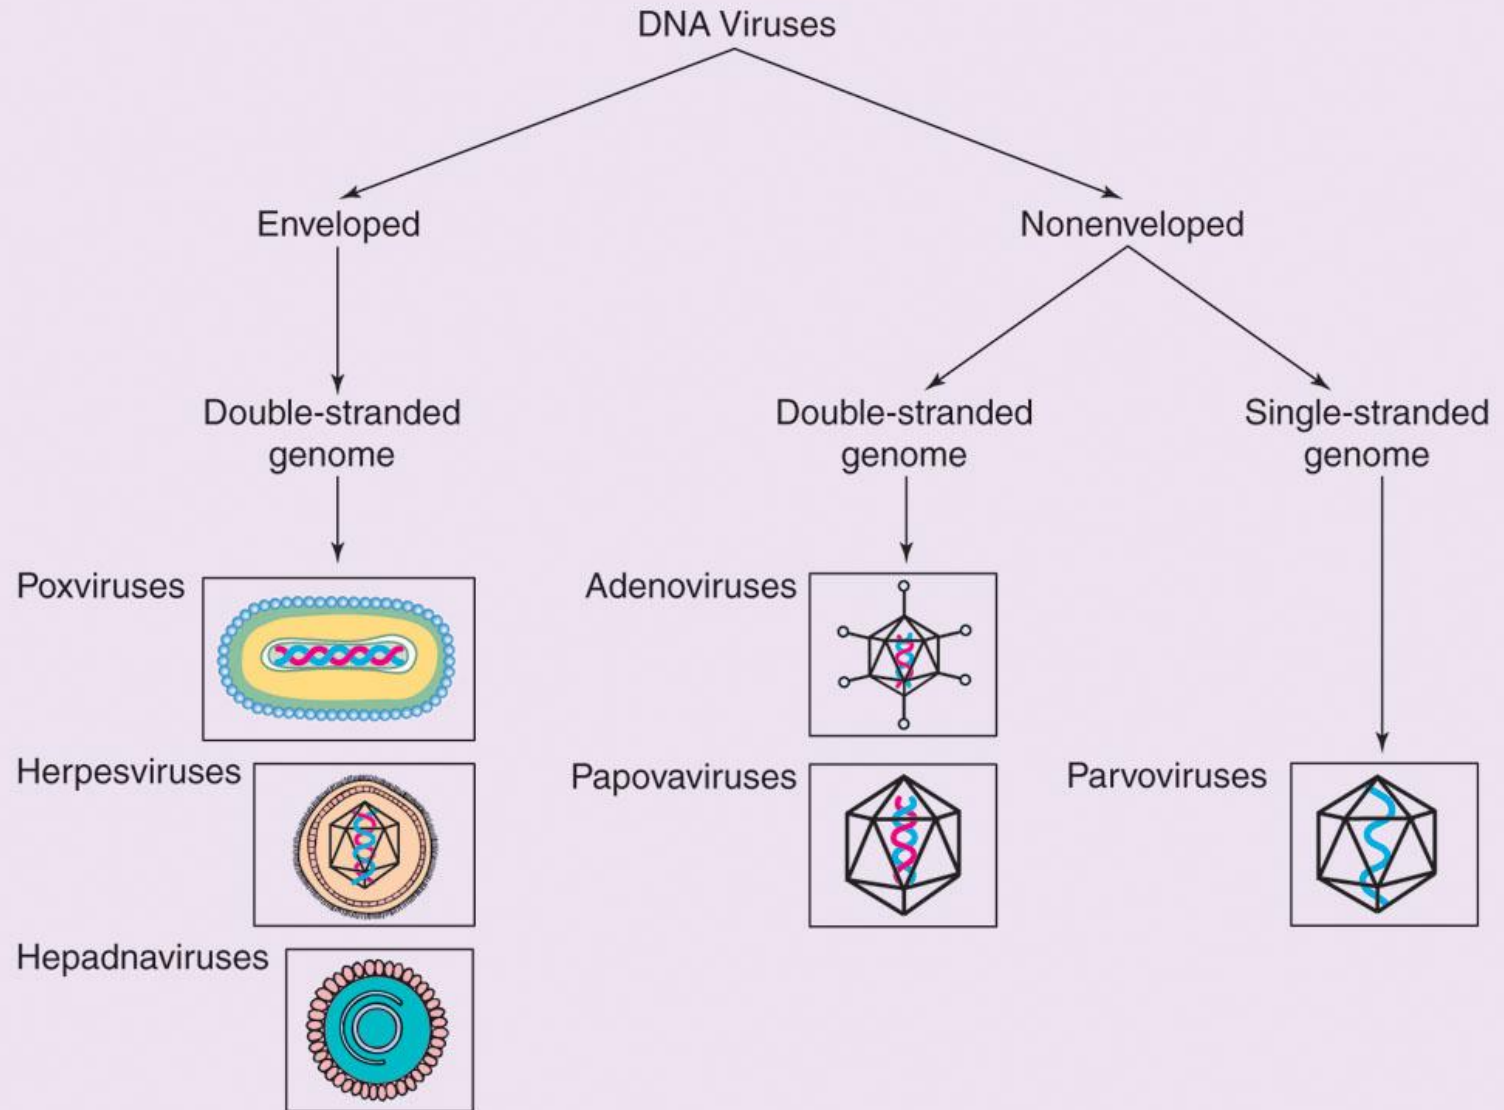 DNA Viruses
Enveloped
Nonenveloped
Double-stranded
genome
Double-stranded
genome
Single-stranded
genome
Poxviruses
Adenoviruses
Herpesviruses
Papovaviruses
Parvoviruses
Hepadnaviruses